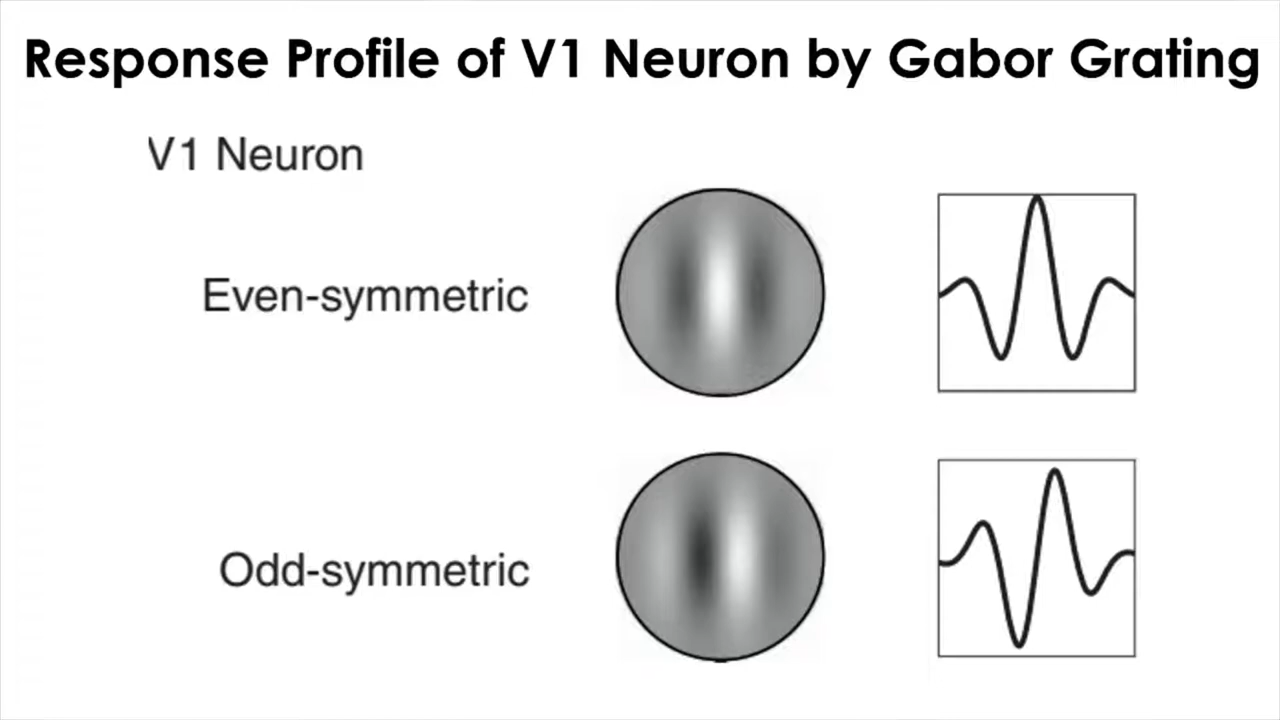 Response Profile of V1 Neuron by Gabor Grating
V1 Neuron
Even-symmetric
Odd-symmetric